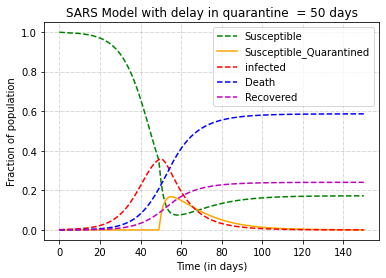 SARS Model with delay in quarantine = 50 days
Susceptible
Susceptible_Quarantined
infected
Death
Recovered
Fraction of population
1.0
0.8
0.6
0.4
0.2
0.0
0 20 40 60 80 100 120 140
Time (in days)